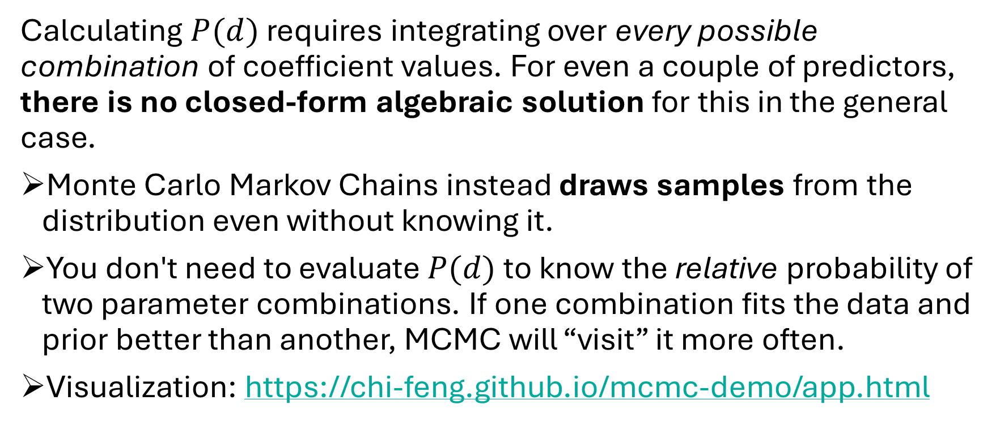 Calculating P(d) requires integrating over every possible
combination of coefficient values. For even a couple of predictors,
there is no closed-form algebraic solution for this in the general
case.
➢Monte Carlo Markov Chains instead draws samples from the
distribution even without knowing it.
➢You don't need to evaluate P(d) to know the relative probability of
two parameter combinations. If one combination fits the data and
prior better than another, MCMC will “visit” it more often.
➢Visualization: https://chi-feng.github.io/mcmc-demo/app.html